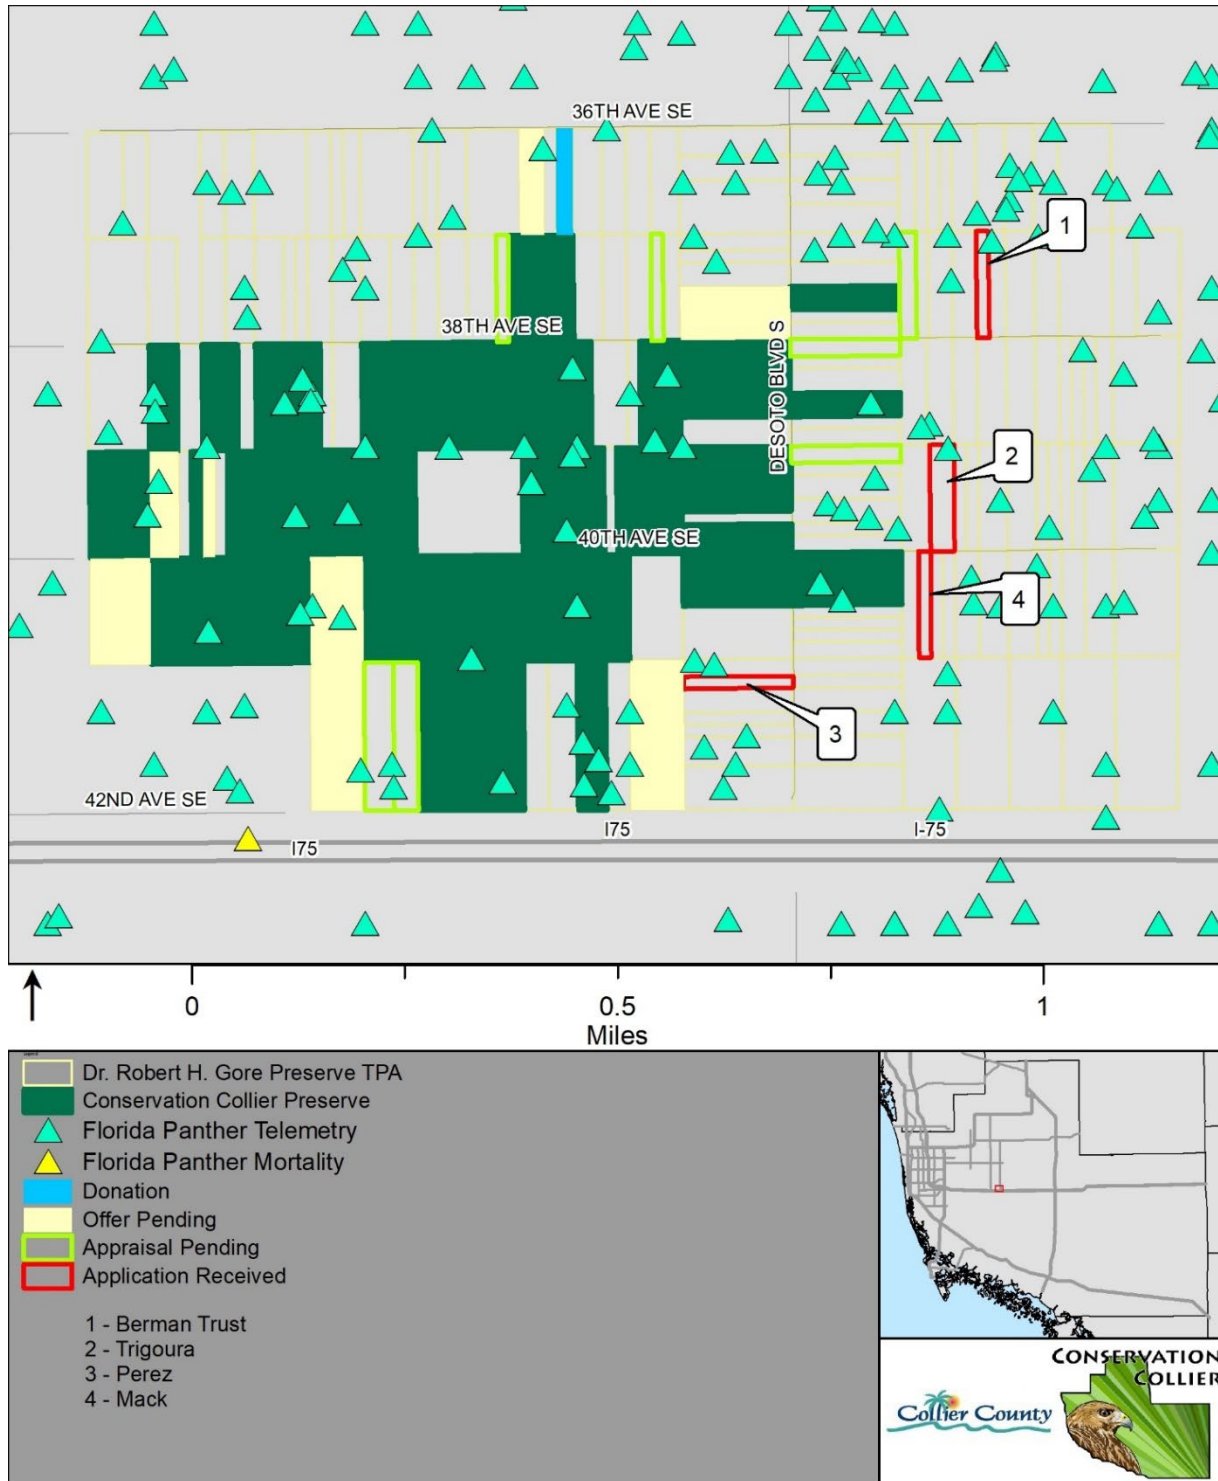 36TH AVE SE
1
38TH AVE SE
DESOTO BLVD S
2
40TH AVE SE
4
3
42ND AVE SE
I75
I75
I-75
0
0.5
1
Miles
Dr. Robert H. Gore Preserve TPA
Conservation Collier Preserve
Florida Panther Telemetry
Florida Panther Mortality
Donation
Offer Pending
Appraisal Pending
Application Received
1 - Berman Trust
2 - Trigoura
3 - Perez
4 - Mack
CONSERVATION
COLLIER
Collier County